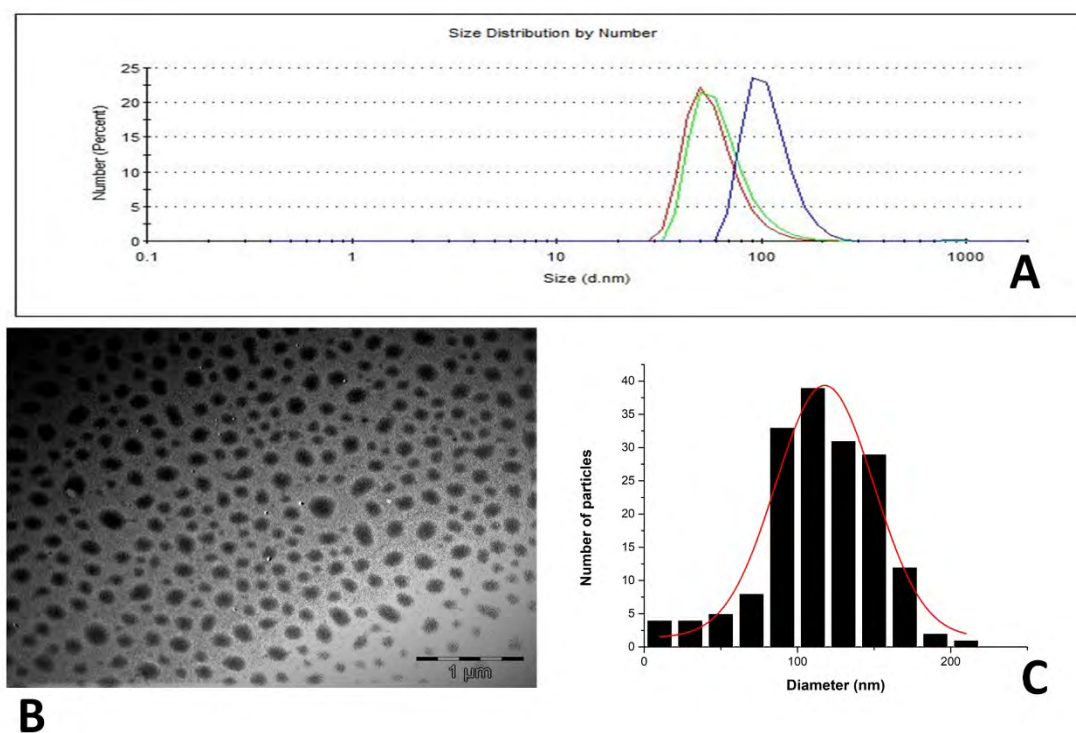 Size Distribution by Number
25
20
15
10
5
0
Number (Percent)
0.1 1 10 100 1000
Size (d.nm)
A
1 µm
B
40
35
30
25
20
15
10
5
0
Number of particles
0 100 200
Diameter (nm)
C